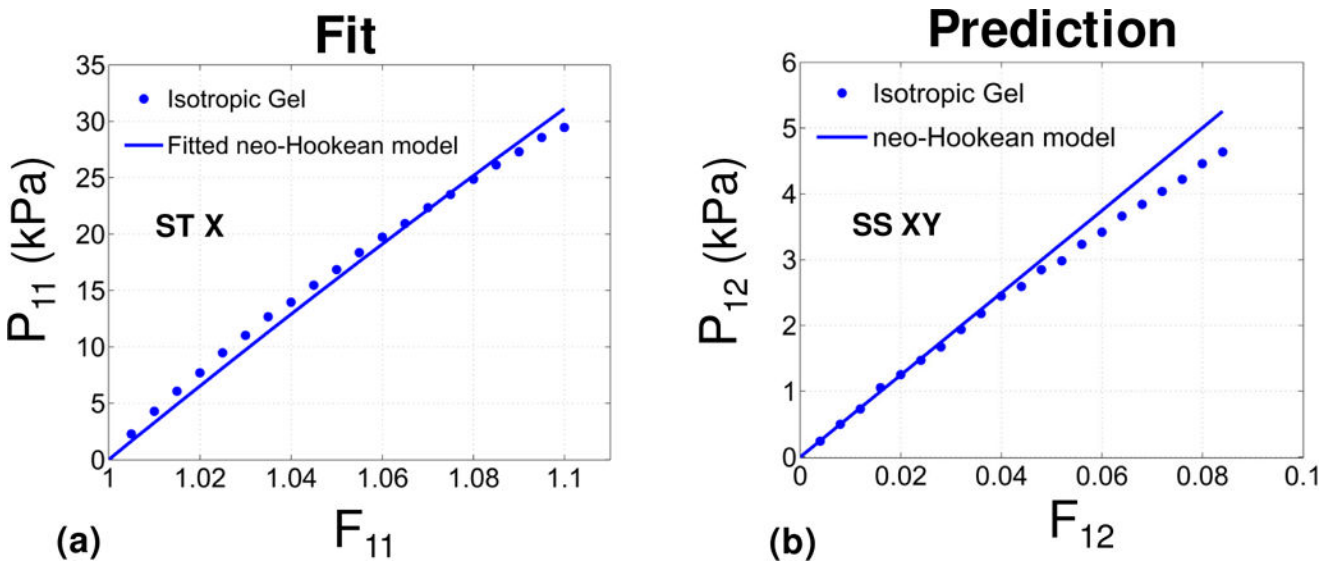 Fit
35
30
25
20
15
10
5
0
P11 (kPa)
Isotropic Gel
Fitted neo-Hookean model
ST X
1 1.02 1.04 1.06 1.08 1.1
F11
(a)
Prediction
6
5
4
3
2
1
0
P12 (kPa)
Isotropic Gel
neo-Hookean model
SS XY
0 0.02 0.04 0.06 0.08 0.1
F12
(b)